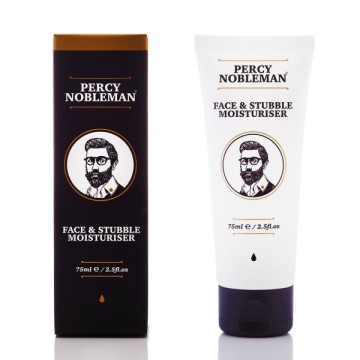 PERCY
NOBLEMAN
FACE & STUBBLE
MOISTURISER
75ml ℮ / 2.5fl.oz
PERCY
NOBLEMAN
FACE & STUBBLE
MOISTURISER
75ml ℮ / 2.5fl.oz